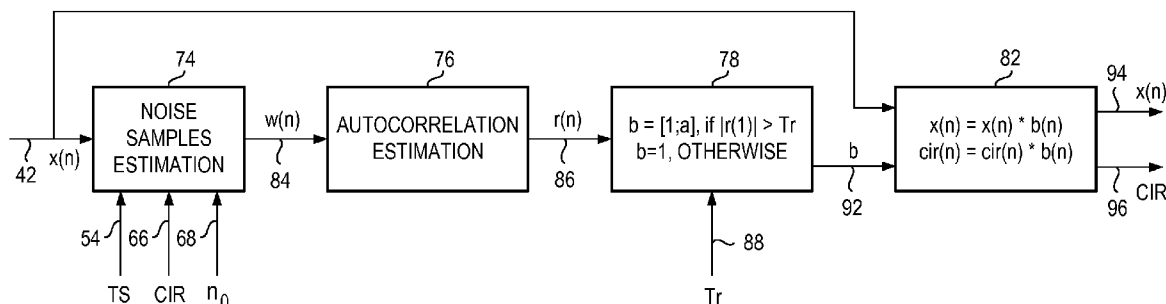 74
76
78
82
94
x(n)
NOISE
SAMPLES
ESTIMATION
w(n)
AUTOCORRELATION
ESTIMATION
r(n)
b = [1;a], if |r(1)| > Tr
b=1, OTHERWISE
x(n) = x(n) * b(n)
cir(n) = cir(n) * b(n)
x(n)
42
84
86
b
92
96
CIR
54
66
68
88
TS
CIR
n0
Tr